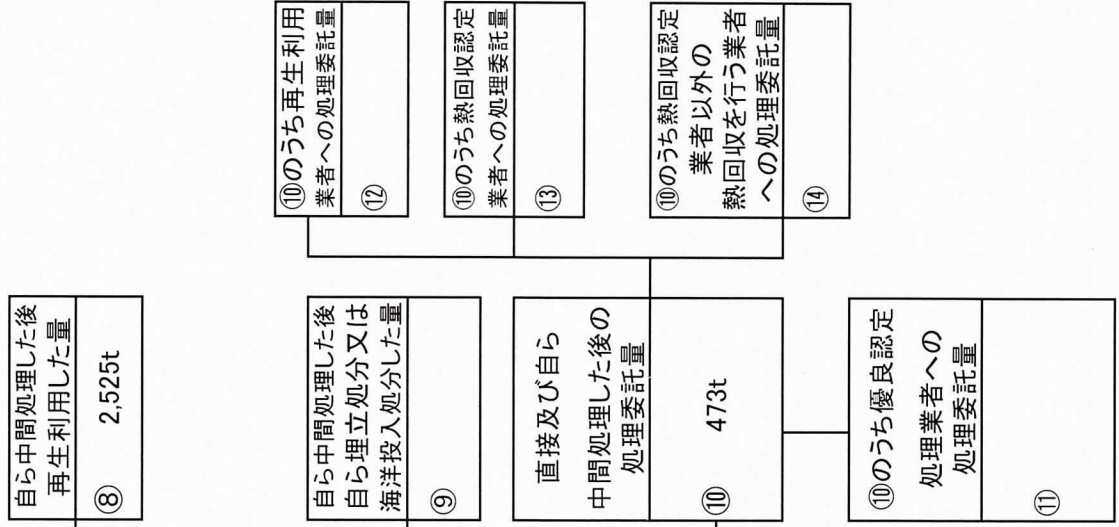 自ら中間処理した後
再生利用した量
⑧ 2,525t
自ら中間処理した後
自ら埋立処分又は
海洋投入処分した量
⑨
直接及び自ら
中間処理した後の
処理委託量
⑩ 473t
⑩のうち優良認定
処理業者への
処理委託量
⑪
⑩のうち再生利用
業者への処理委託量
⑫
⑩のうち熱回収認定
業者への処理委託量
⑬
⑩のうち熱回収認定
業者以外の
熱回収を行う業者
への処理委託量
⑭